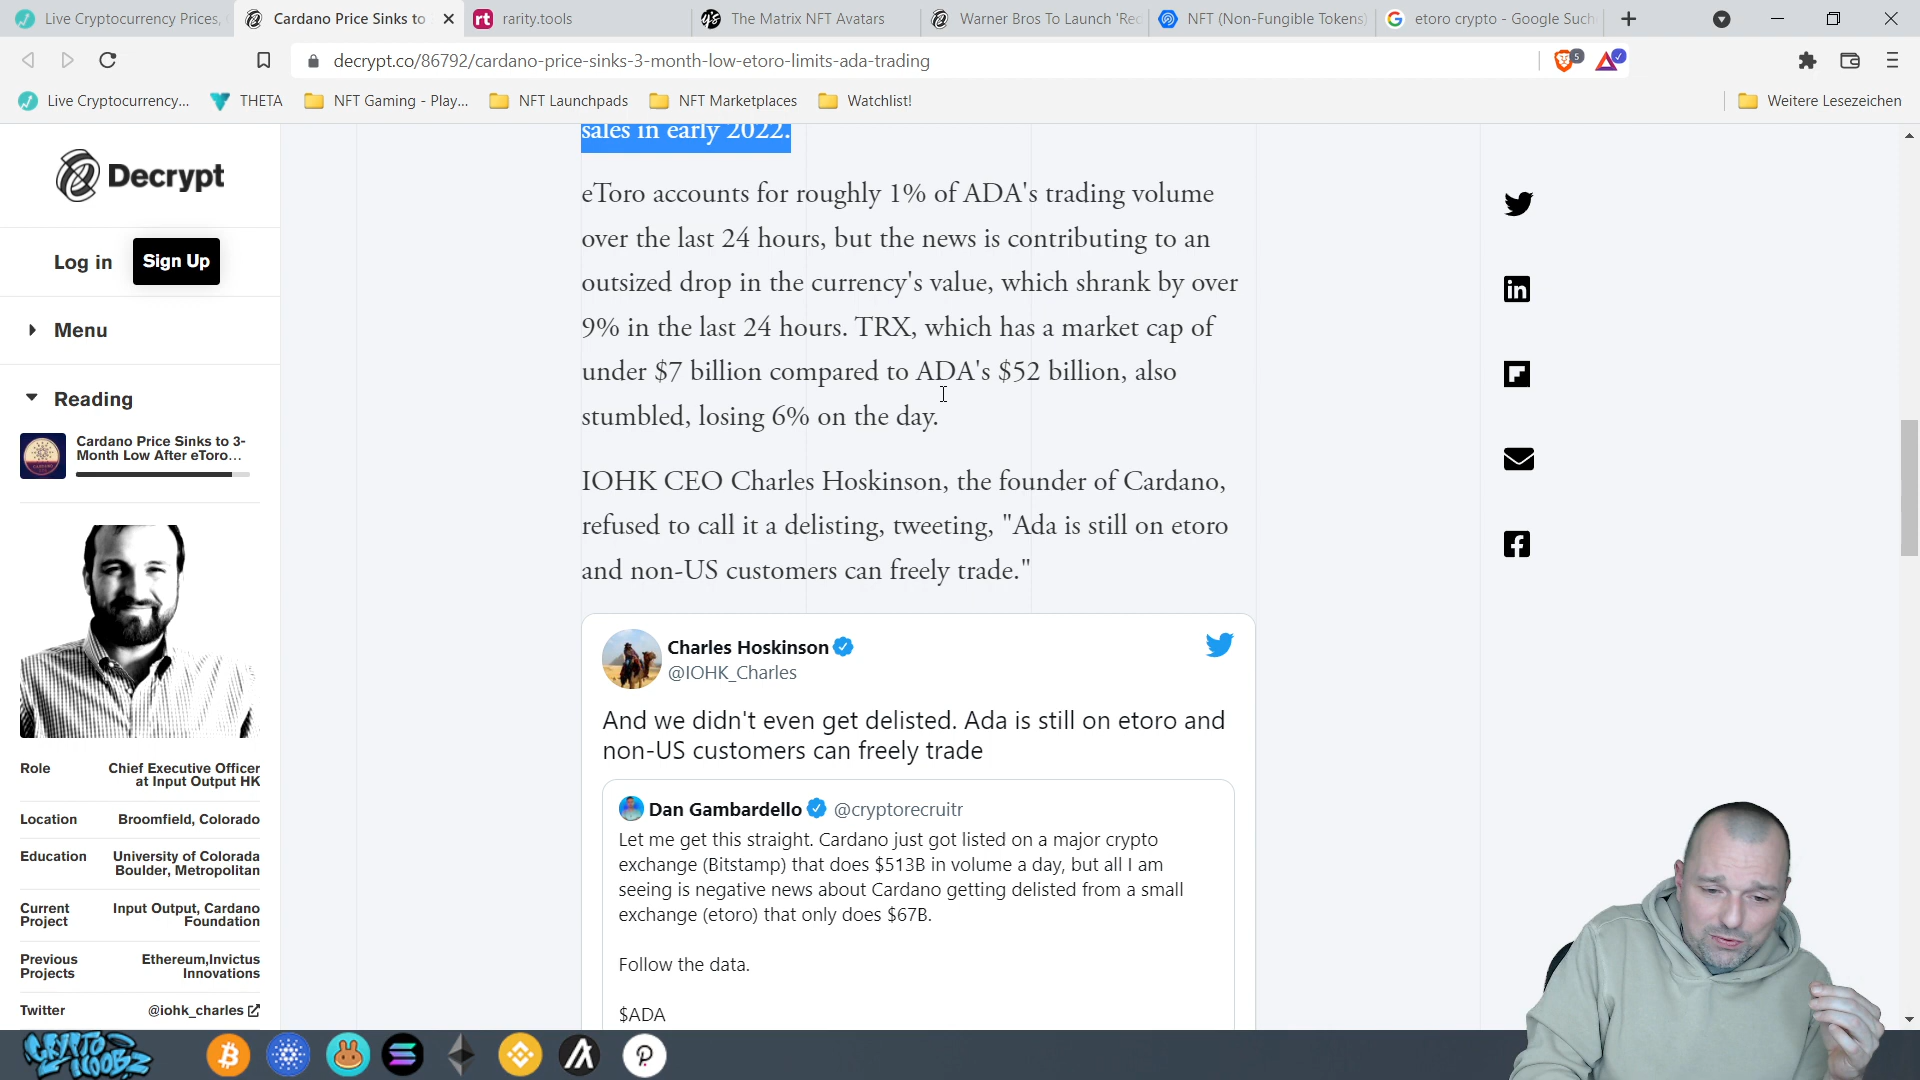 Live Cryptocurrency Prices,
Cardano Price Sinks to
rt rarity.tools
The Matrix NFT Avatars
Warner Bros To Launch 'Rec
NFT (Non-Fungible Tokens)
etoro crypto - Google Such
decrypt.co/86792/cardano-price-sinks-3-month-low-etoro-limits-ada-trading
5
Live Cryptocurrency...
THETA
NFT Gaming - Play...
NFT Launchpads
NFT Marketplaces
Watchlist!
Weitere Lesezeichen
Decrypt
Log in
Sign Up
Menu
Reading
Cardano Price Sinks to 3-
Month Low After eToro...
Role
Chief Executive Officer
at Input Output HK
Location
Broomfield, Colorado
Education
University of Colorada
Boulder, Metropolitan
Current
Project
Input Output, Cardano
Foundation
Previous
Projects
Ethereum,Invictus
Innovations
Twitter
@iohk_charles
sales in early 2022.
eToro accounts for roughly 1% of ADA's trading volume
over the last 24 hours, but the news is contributing to an
outsized drop in the currency's value, which shrank by over
9% in the last 24 hours. TRX, which has a market cap of
under $7 billion compared to ADA's $52 billion, also
stumbled, losing 6% on the day.
IOHK CEO Charles Hoskinson, the founder of Cardano,
refused to call it a delisting, tweeting, "Ada is still on etoro
and non-US customers can freely trade."
Charles Hoskinson
@IOHK_Charles
And we didn't even get delisted. Ada is still on etoro and
non-US customers can freely trade
Dan Gambardello @cryptorecruitr
Let me get this straight. Cardano just got listed on a major crypto
exchange (Bitstamp) that does $513B in volume a day, but all I am
seeing is negative news about Cardano getting delisted from a small
exchange (etoro) that only does $67B.
Follow the data.
$ADA
CRYPTO
NOOBZ